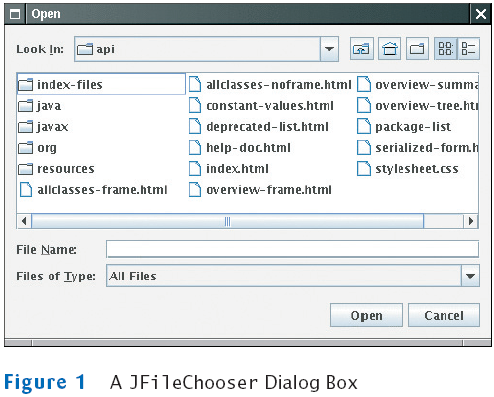 Open
Look In: api
index-files allclasses-noframe.html overview-summa
java constant-values.html overview-tree.htn
javax deprecated-list.html package-list
org help-doc.html serialized-form.h
resources index.html stylesheet.css
allclasses-frame.html overview-frame.html
File Name:
Files of Type: All Files
Open Cancel
Figure 1 A JFileChooser Dialog Box